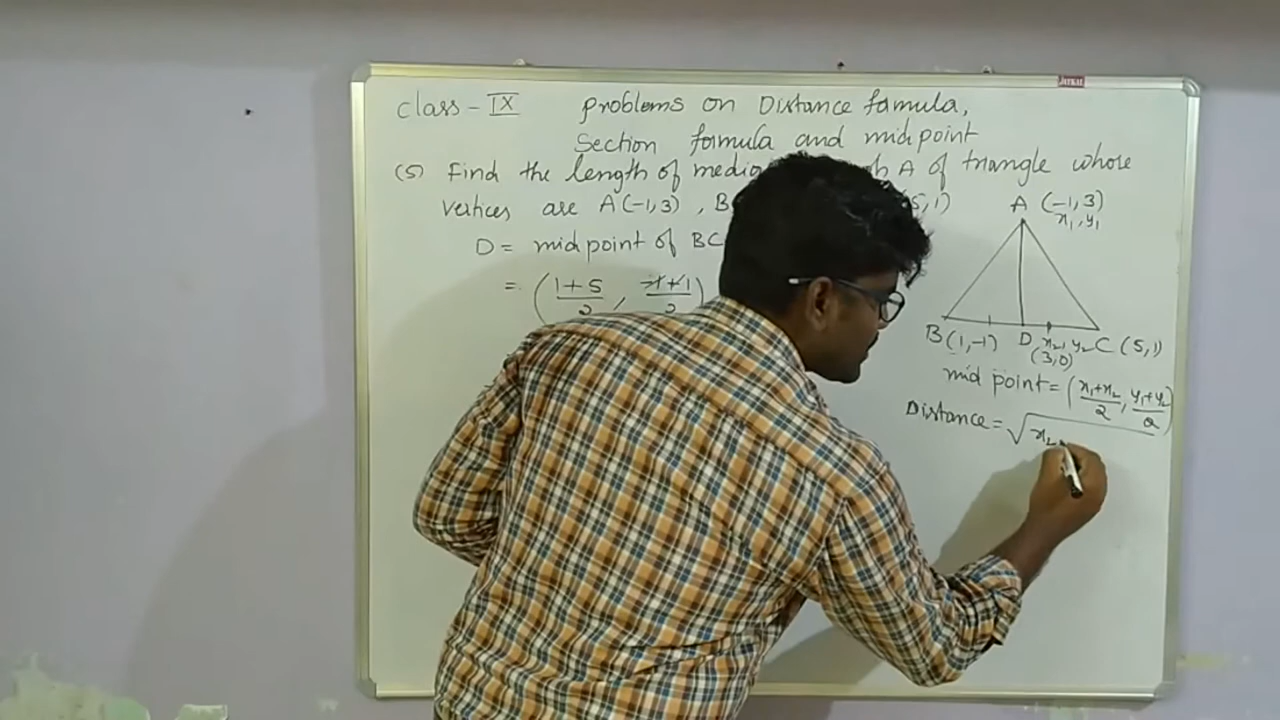 class - IX problems on Distance formula,
Section formula and midpoint
(5) Find the length of A of triangle whose
vertices are A(-1,3) , B 5,1)
D = midpoint of BC
= (1+5/2 , -1+1/2)
A (-1,3)
x₁,y₁
B(1,-1) D x₂,y₂ C (5,1)
(3,0)
mid point = (x₁+x₂/2, y₁+y₂/2)
Distance = √x₂